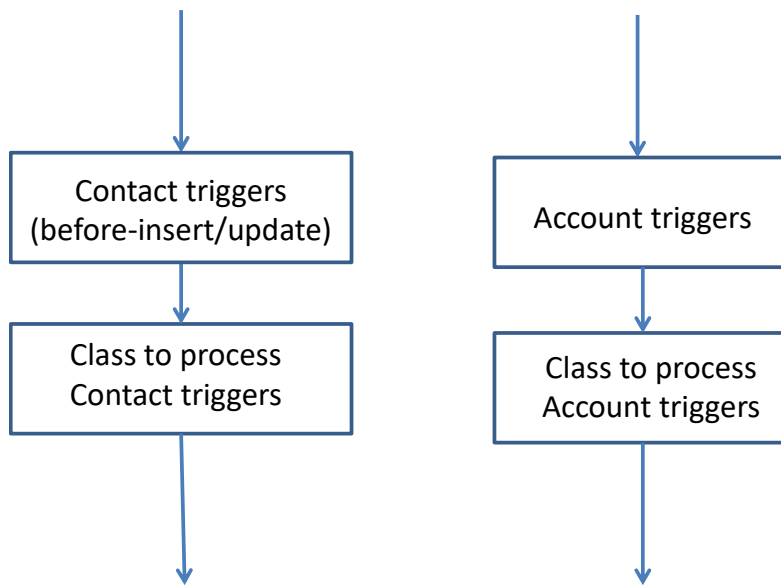 Contact triggers
(before-insert/update)
Class to process
Contact triggers
Account triggers
Class to process
Account triggers